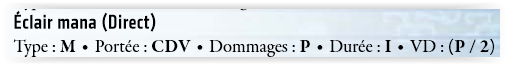 Éclair mana (Direct)
Type : M • Portée : CDV • Dommages : P • Durée : I • VD : (P / 2)